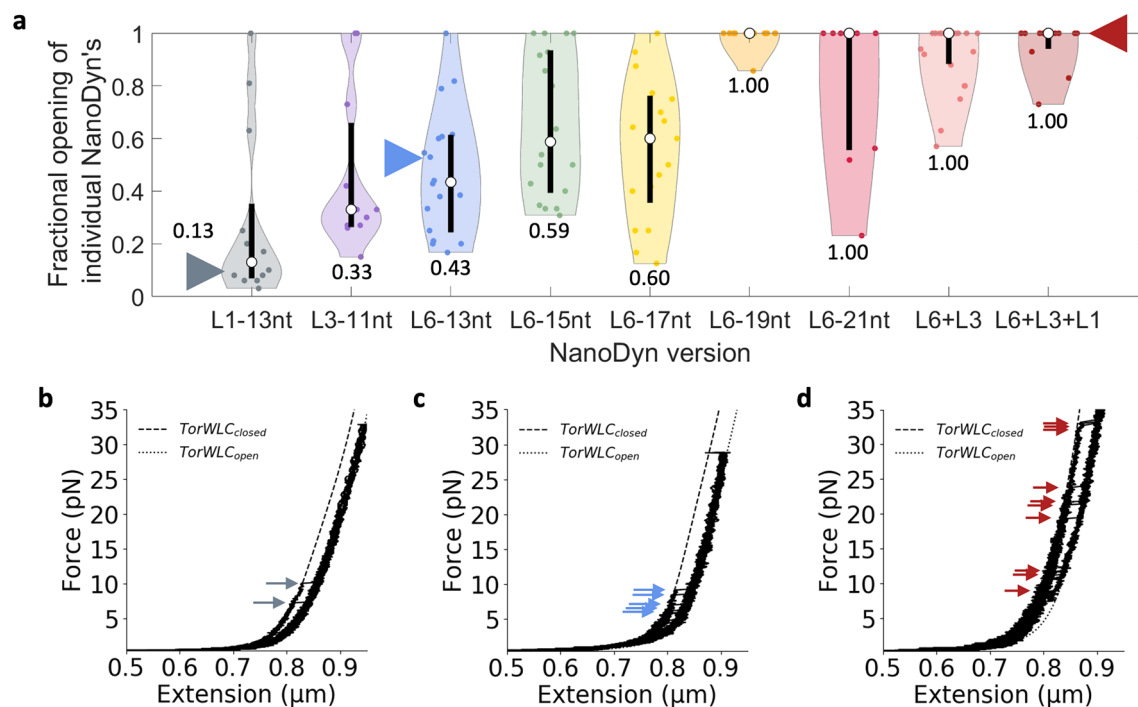 a
Fractional opening of
individual NanoDyn's
1
0.8
0.6
0.4
0.2
0
0.13
0.33
0.43
0.59
0.60
1.00
1.00
1.00
1.00
L1-13nt L3-11nt L6-13nt L6-15nt L6-17nt L6-19nt L6-21nt L6+L3 L6+L3+L1
NanoDyn version
b
Force (pN)
35
30
25
20
15
10
5
TorWLCclosed
TorWLCopen
0.5 0.6 0.7 0.8 0.9
Extension (μm)
c
Force (pN)
35
30
25
20
15
10
5
TorWLCclosed
TorWLCopen
0.5 0.6 0.7 0.8 0.9
Extension (μm)
d
Force (pN)
35
30
25
20
15
10
5
TorWLCclosed
TorWLCopen
0.5 0.6 0.7 0.8 0.9
Extension (μm)